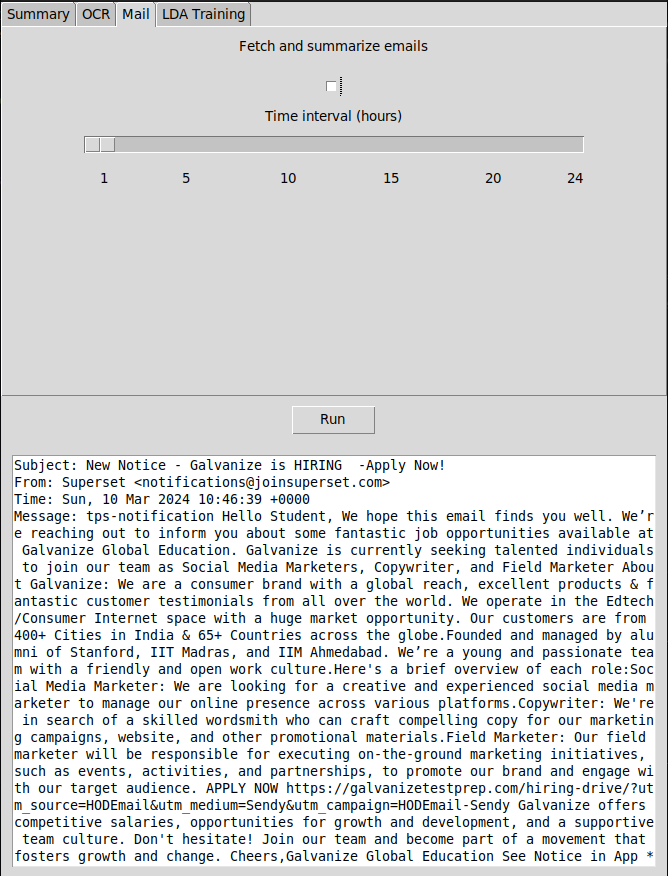 Summary OCR Mail LDA Training
Fetch and summarize emails
Time interval (hours)
1 5 10 15 20 24
Run
Subject: New Notice - Galvanize is HIRING  -Apply Now!
From: Superset <notifications@joinsuperset.com>
Time: Sun, 10 Mar 2024 10:46:39 +0000
Message: tps-notification Hello Student, We hope this email finds you well. We’r
e reaching out to inform you about some fantastic job opportunities available at
 Galvanize Global Education. Galvanize is currently seeking talented individuals
 to join our team as Social Media Marketers, Copywriter, and Field Marketer Abou
t Galvanize: We are a consumer brand with a global reach, excellent products & f
antastic customer testimonials from all over the world. We operate in the Edtech
/Consumer Internet space with a huge market opportunity. Our customers are from
400+ Cities in India & 65+ Countries across the globe.Founded and managed by alu
mni of Stanford, IIT Madras, and IIM Ahmedabad. We’re a young and passionate tea
m with a friendly and open work culture.Here's a brief overview of each role:Soc
ial Media Marketer: We are looking for a creative and experienced social media m
arketer to manage our online presence across various platforms.Copywriter: We're
 in search of a skilled wordsmith who can craft compelling copy for our marketin
g campaigns, website, and other promotional materials.Field Marketer: Our field
marketer will be responsible for executing on-the-ground marketing initiatives,
such as events, activities, and partnerships, to promote our brand and engage wi
th our target audience. APPLY NOW https://galvanizetestprep.com/hiring-drive/?ut
m_source=HODEmail&utm_medium=Sendy&utm_campaign=HODEmail-Sendy Galvanize offers
competitive salaries, opportunities for growth and development, and a supportive
 team culture. Don't hesitate! Join our team and become part of a movement that
fosters growth and change. Cheers,Galvanize Global Education See Notice in App *